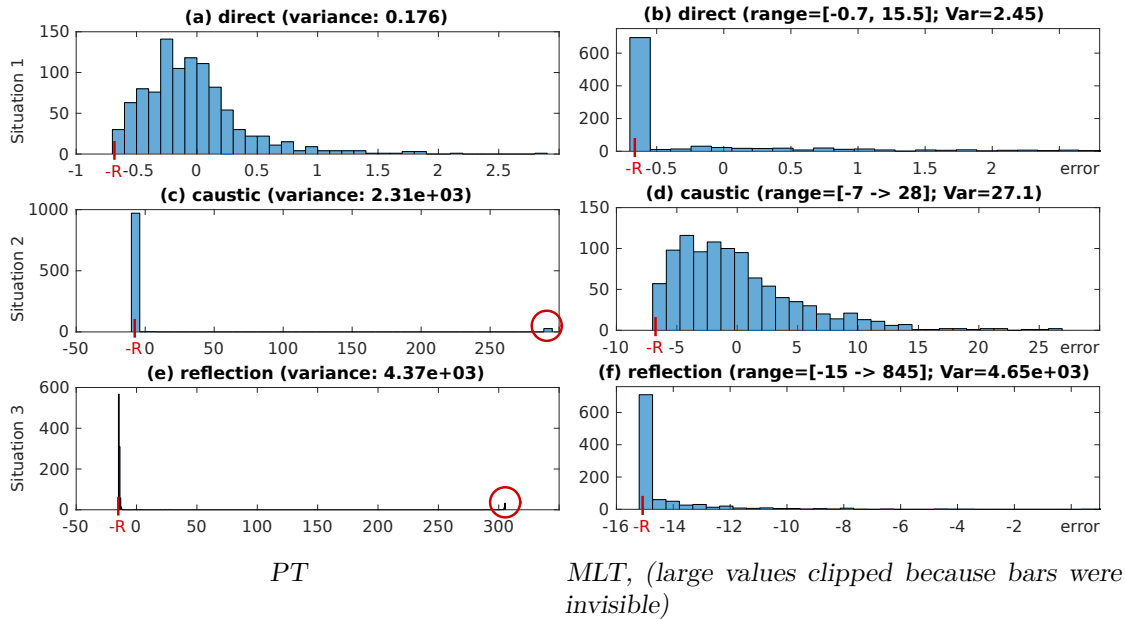 (a) direct (variance: 0.176)
Situation 1
150
100
50
0
-1 -R -0.5 0 0.5 1 1.5 2 2.5
(b) direct (range=[-0.7, 15.5]; Var=2.45)
600
400
200
0
-R -0.5 0 0.5 1 1.5 2 error
(c) caustic (variance: 2.31e+03)
Situation 2
1000
500
0
-50 -R 0 50 100 150 200 250
(d) caustic (range=[-7 -> 28]; Var=27.1)
150
100
50
0
-10 -R -5 0 5 10 15 20 25 error
(e) reflection (variance: 4.37e+03)
Situation 3
600
400
200
0
-50 -R 0 50 100 150 200 250 300
(f) reflection (range=[-15 -> 845]; Var=4.65e+03)
600
400
200
0
-16 -R -14 -12 -10 -8 -6 -4 -2 error
PT
MLT, (large values clipped because bars were
invisible)